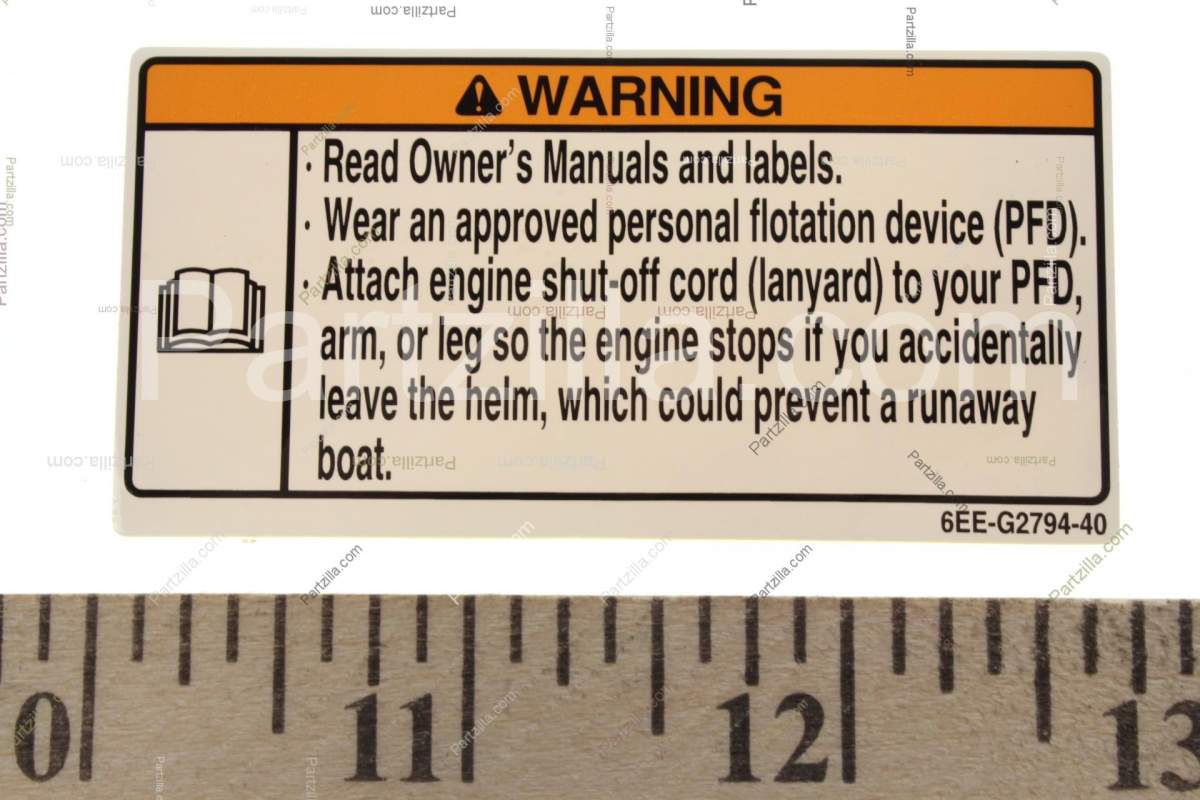 WARNING
· Read Owner's Manuals and labels.
· Wear an approved personal flotation device (PFD).
· Attach engine shut-off cord (lanyard) to your PFD,
arm, or leg so the engine stops if you accidentally
leave the helm, which could prevent a runaway
boat.
6EE-G2794-40
Partzilla.com
0 11 12 13